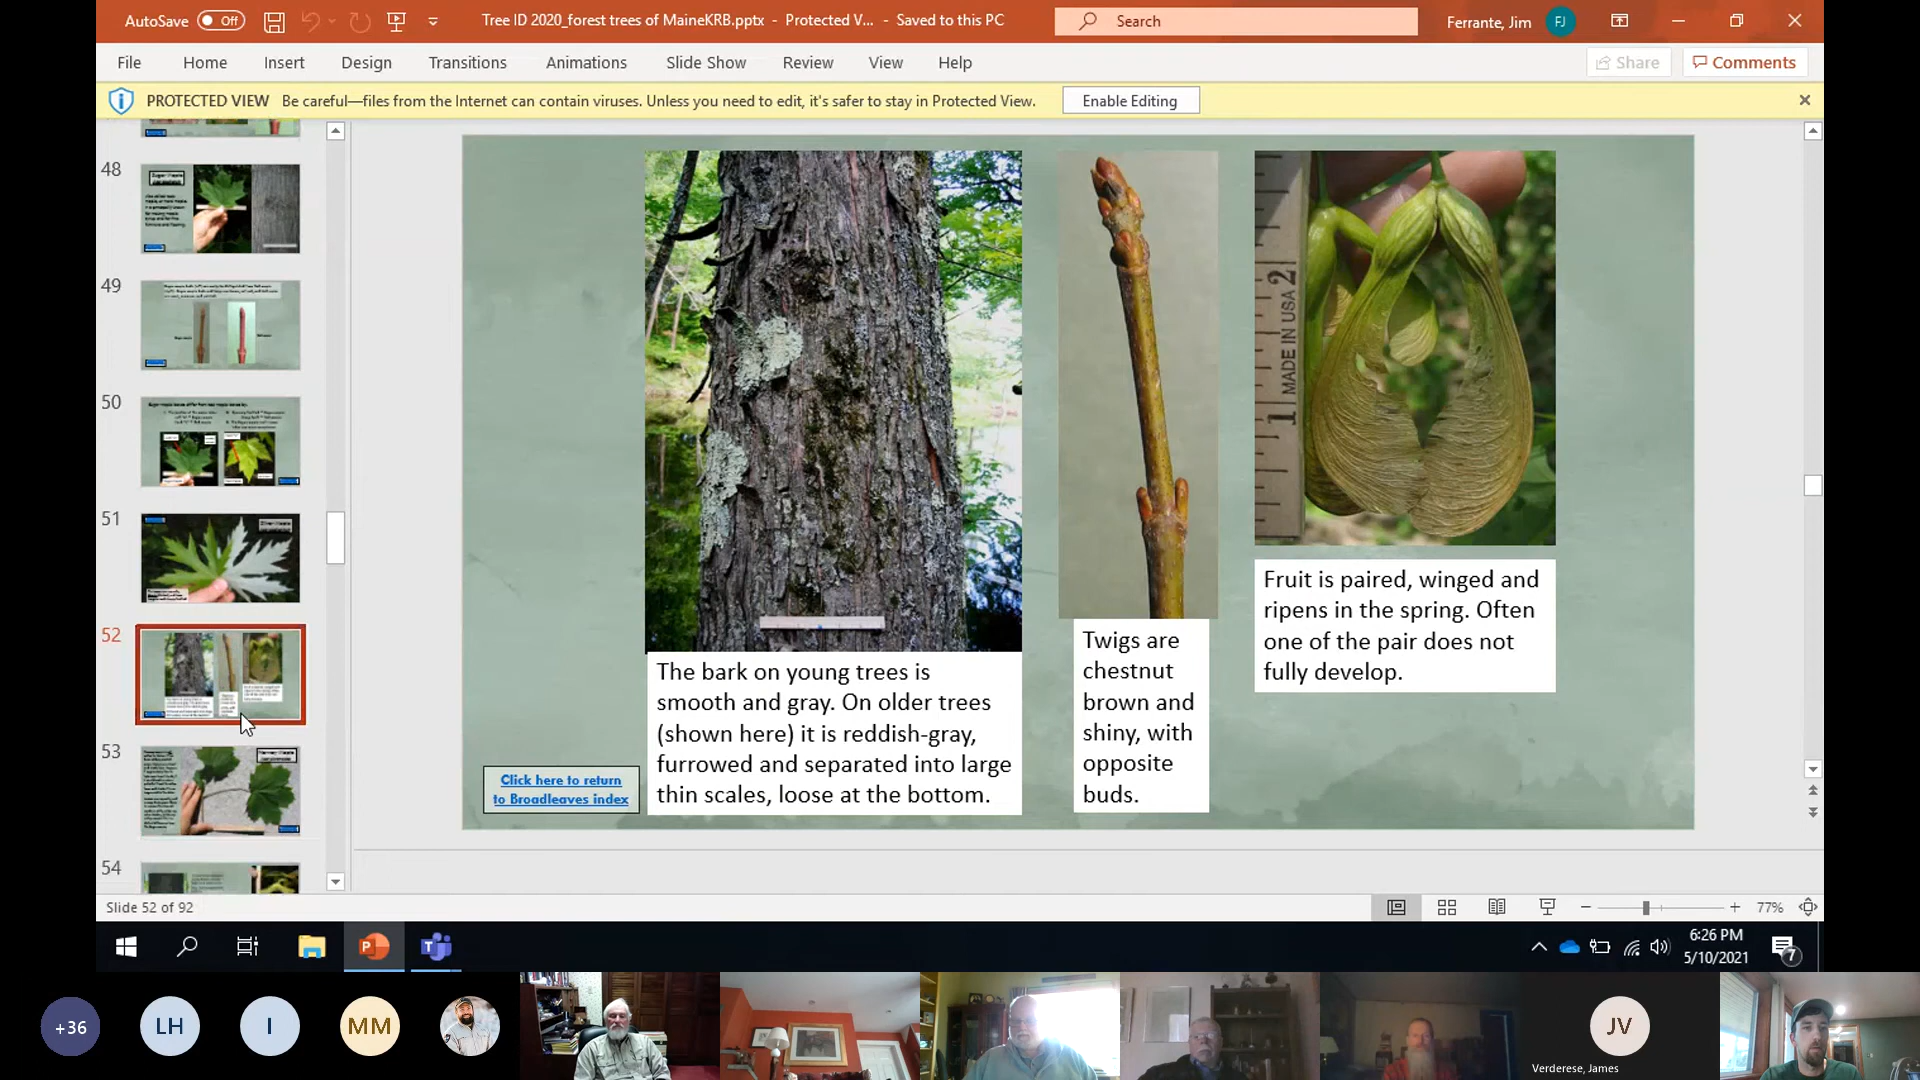 AutoSave Off
Tree ID 2020_forest trees of MaineKRB.pptx - Protected V... - Saved to this PC
Search
Ferrante, Jim
FJ
File Home Insert Design Transitions Animations Slide Show Review View Help
Share
Comments
PROTECTED VIEW Be careful—files from the Internet can contain viruses. Unless you need to edit, it's safer to stay in Protected View.
Enable Editing
48
49
50
51
52
53
54
MADE IN USA
1
2
The bark on young trees is
smooth and gray. On older trees
(shown here) it is reddish-gray,
furrowed and separated into large
thin scales, loose at the bottom.
Twigs are
chestnut
brown and
shiny, with
opposite
buds.
Fruit is paired, winged and
ripens in the spring. Often
one of the pair does not
fully develop.
Click here to return
to Broadleaves index
Slide 52 of 92
77%
6:26 PM
5/10/2021
7
+36
LH
I
MM
JV
Verderese, James